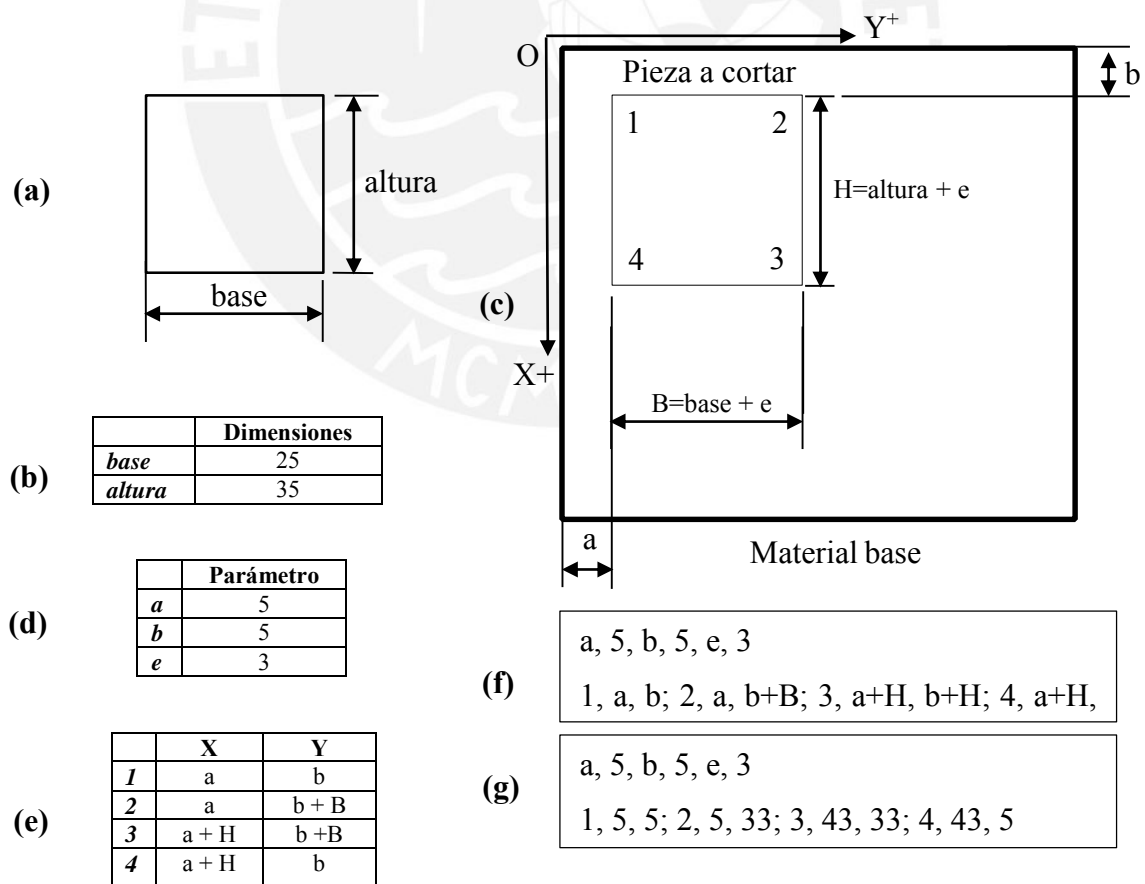 O
Y+
Pieza a cortar
b
1 2
(a)
altura
H=altura + e
4 3
base
(c)
X+
B=base + e
Dimensiones
(b)
base 25
altura 35
a
Material base
Parámetro
(d)
a 5
b 5
e 3
(f)
a, 5, b, 5, e, 3
1, a, b; 2, a, b+B; 3, a+H, b+H; 4, a+H,
X Y
(e)
1 a b
2 a b + B
3 a + H b +B
4 a + H b
(g)
a, 5, b, 5, e, 3
1, 5, 5; 2, 5, 33; 3, 43, 33; 4, 43, 5